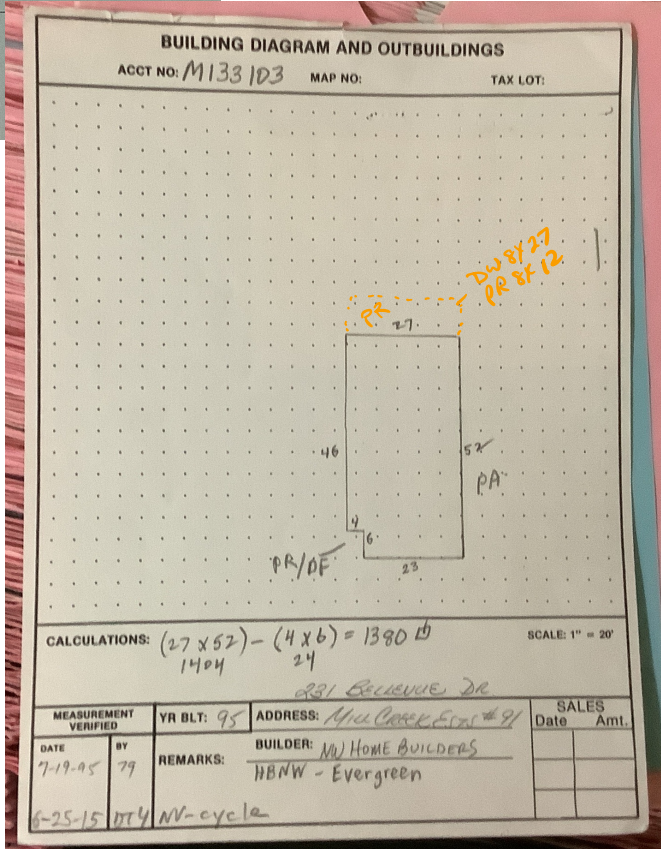 BUILDING DIAGRAM AND OUTBUILDINGS
ACCT NO: M133103 MAP NO: TAX LOT:
DW 8X27
PR 8X12
PR
27
46
52
PA
4
6
PR/DF
23
CALCULATIONS: (27 X 52) - (4 X 6) = 1380 SCALE: 1" = 20'
1404 24
231 BELLEVUE DR
MEASUREMENT VERIFIED YR BLT: 95 ADDRESS: MILL CREEK ESTS #91 SALES
Date Amt.
DATE BY REMARKS: BUILDER: NW HOME BUILDERS
7-19-95 79 HBNW - Evergreen
6-25-15 NV-cycle